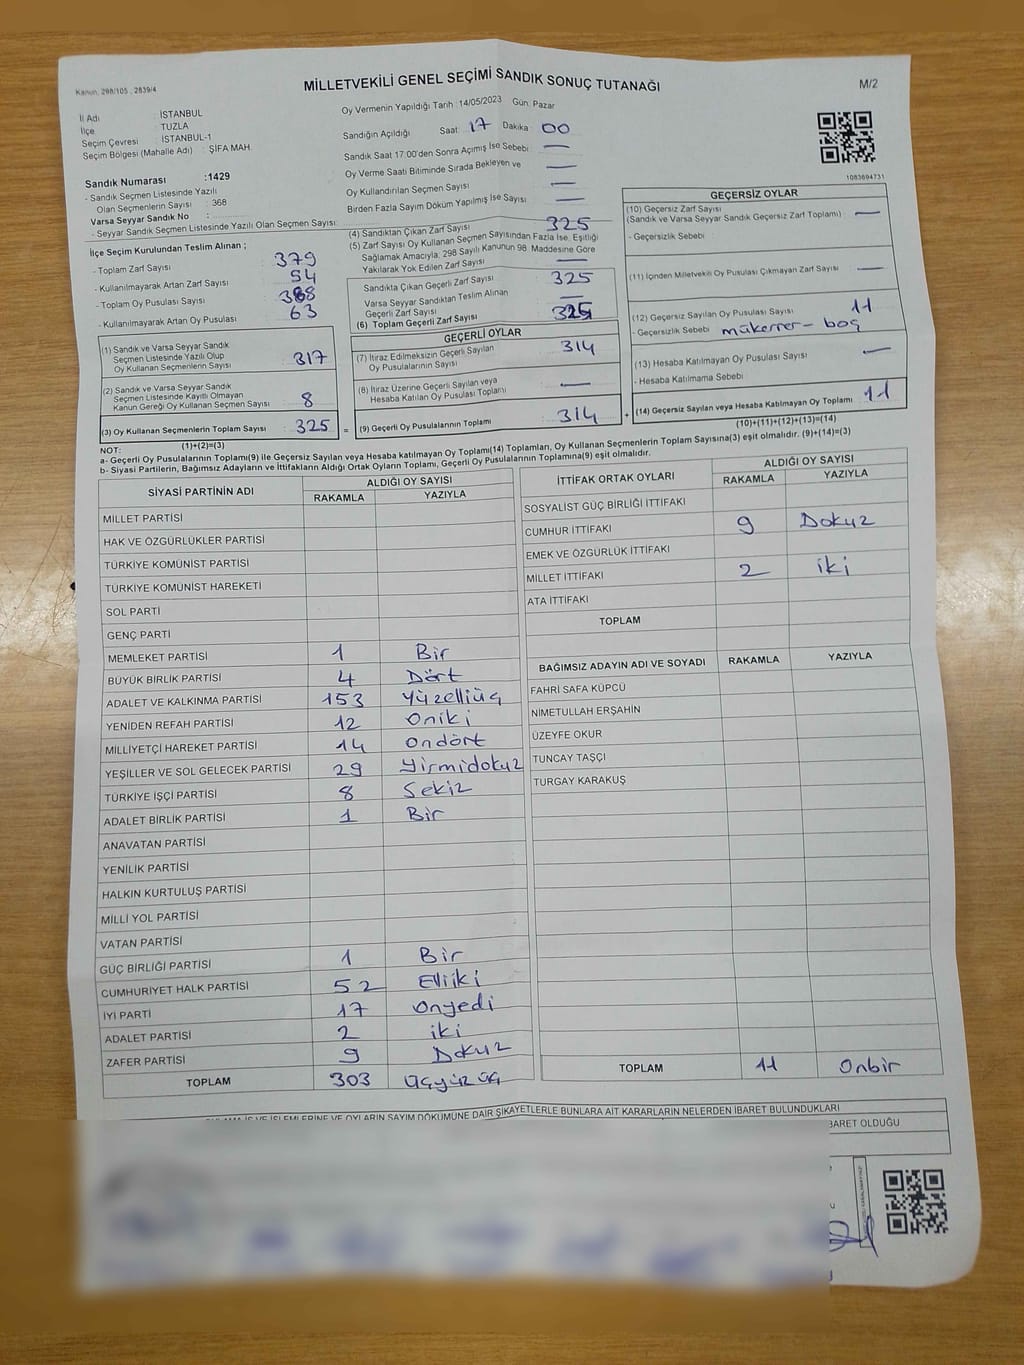 Kanun, 298/105 , 2839/4
MİLLETVEKİLİ GENEL SEÇİMİ SANDIK SONUÇ TUTANAĞI
M/2
İl Adı : İSTANBUL
İlçe TUZLA
Seçim Çevresi : İSTANBUL-1
Seçim Bölgesi (Mahalle Adı) : ŞİFA MAH.
Sandık Numarası :1429
- Sandık Seçmen Listesinde Yazılı
Olan Seçmenlerin Sayısı : 368
Varsa Seyyar Sandık No :
- Seyyar Sandık Seçmen Listesinde Yazılı Olan Seçmen Sayısı:
Oy Vermenin Yapıldığı Tarih :14/05/2023 Gün: Pazar
Sandığın Açıldığı Saat: 17 Dakika 00
Sandık Saat 17:00'den Sonra Açımış İse Sebebi —
Oy Verme Saati Bitiminde Sırada Bekleyen ve —
Oy Kullandırılan Seçmen Sayısı —
Birden Fazla Sayım Döküm Yapılmış İse Sayısı —
1083694731
İlçe Seçim Kurulundan Teslim Alınan ;
- Toplam Zarf Sayısı 379
- Kullanılmayarak Artan Zarf Sayısı : 54
- Toplam Oy Pusulası Sayısı : 388
- Kullanılmayarak Artan Oy Pusulası : 63
(4) Sandıktan Çıkan Zarf Sayısı 325
(5) Zarf Sayısı Oy Kullanan Seçmen Sayısından Fazla İse, Eşitliği
Sağlamak Amacıyla, 298 Sayılı Kanunun 98. Maddesine Göre
Yakılarak Yok Edilen Zarf Sayısı —
Sandıkta Çıkan Geçerli Zarf Sayısı 325
Varsa Seyyar Sandıktan Teslim Alınan
Geçerli Zarf Sayısı —
(6) Toplam Geçerli Zarf Sayısı 325
GEÇERSİZ OYLAR
(10) Geçersiz Zarf Sayısı
(Sandık ve Varsa Seyyar Sandık Geçersiz Zarf Toplamı) —
- Geçersizlik Sebebi
(11) İçinden Milletvekili Oy Pusulası Çıkmayan Zarf Sayısı —
(12) Geçersiz Sayılan Oy Pusulası Sayısı 11
- Geçersizlik Sebebi mükerrer - boş
(13) Hesaba Katılmayan Oy Pusulası Sayısı —
- Hesaba Katılmama Sebebi
(14) Geçersiz Sayılan veya Hesaba Katılmayan Oy Toplamı 11
(10)+(11)+(12)+(13)=(14)
(1) Sandık ve Varsa Seyyar Sandık
Seçmen Listesinde Yazılı Olup
Oy Kullanan Seçmenlerin Sayısı : 317
(2) Sandık ve Varsa Seyyar Sandık
Seçmen Listesinde Kayıtlı Olmayan
Kanun Gereği Oy Kullanan Seçmen Sayısı : 8
(3) Oy Kullanan Seçmenlerin Toplam Sayısı : 325 =
(1)+(2)=(3)
GEÇERLİ OYLAR
(7) İtiraz Edilmeksizin Geçerli Sayılan
Oy Pusulalarının Sayısı : 314
(8) İtiraz Üzerine Geçerli Sayılan veya
Hesaba Katılan Oy Pusulası Toplamı : —
(9) Geçerli Oy Pusulalarının Toplamı : 314 +
NOT:
a- Geçerli Oy Pusulalarının Toplamı(9) ile Geçersiz Sayılan veya Hesaba katılmayan Oy Toplamı(14) Toplamları, Oy Kullanan Seçmenlerin Toplam Sayısına(3) eşit olmalıdır. (9)+(14)=(3)
b- Siyasi Partilerin, Bağımsız Adayların ve İttifakların Aldığı Ortak Oyların Toplamı, Geçerli Oy Pusulalarının Toplamına(9) eşit olmalıdır.
SİYASİ PARTİNİN ADI ALDIĞI OY SAYISI
RAKAMLA YAZIYLA
MİLLET PARTİSİ
HAK VE ÖZGÜRLÜKLER PARTİSİ
TÜRKİYE KOMÜNİST PARTİSİ
TÜRKİYE KOMÜNİST HAREKETİ
SOL PARTİ
GENÇ PARTİ
MEMLEKET PARTİSİ 1 Bir
BÜYÜK BİRLİK PARTİSİ 4 Dört
ADALET VE KALKINMA PARTİSİ 153 Yüzelliüç
YENİDEN REFAH PARTİSİ 12 Oniki
MİLLİYETÇİ HAREKET PARTİSİ 14 Ondört
YEŞİLLER VE SOL GELECEK PARTİSİ 29 Yirmidokuz
TÜRKİYE İŞÇİ PARTİSİ 8 Sekiz
ADALET BİRLİK PARTİSİ 1 Bir
ANAVATAN PARTİSİ
YENİLİK PARTİSİ
HALKIN KURTULUŞ PARTİSİ
MİLLİ YOL PARTİSİ
VATAN PARTİSİ
GÜÇ BİRLİĞİ PARTİSİ 1 Bir
CUMHURİYET HALK PARTİSİ 52 Elliiki
İYİ PARTİ 17 Onyedi
ADALET PARTİSİ 2 iki
ZAFER PARTİSİ 9 Dokuz
TOPLAM 303 Üçyüz üç
İTTİFAK ORTAK OYLARI ALDIĞI OY SAYISI
RAKAMLA YAZIYLA
SOSYALİST GÜÇ BİRLİĞİ İTTİFAKI
CUMHUR İTTİFAKI 9 Dokuz
EMEK VE ÖZGÜRLÜK İTTİFAKI
MİLLET İTTİFAKI 2 iki
ATA İTTİFAKI
TOPLAM
BAĞIMSIZ ADAYIN ADI VE SOYADI RAKAMLA YAZIYLA
FAHRİ SAFA KÜPCÜ
NİMETULLAH ERŞAHİN
ÜZEYFE OKUR
TUNCAY TAŞÇI
TURGAY KARAKUŞ
TOPLAM 11 Onbir
İŞ VE İŞLEMLERİNE VE OYLARIN SAYIM DÖKÜMÜNE DAİR ŞİKAYETLERLE BUNLARA AİT KARARLARIN NELERDEN İBARET BULUNDUKLARI
BARET OLDUĞU